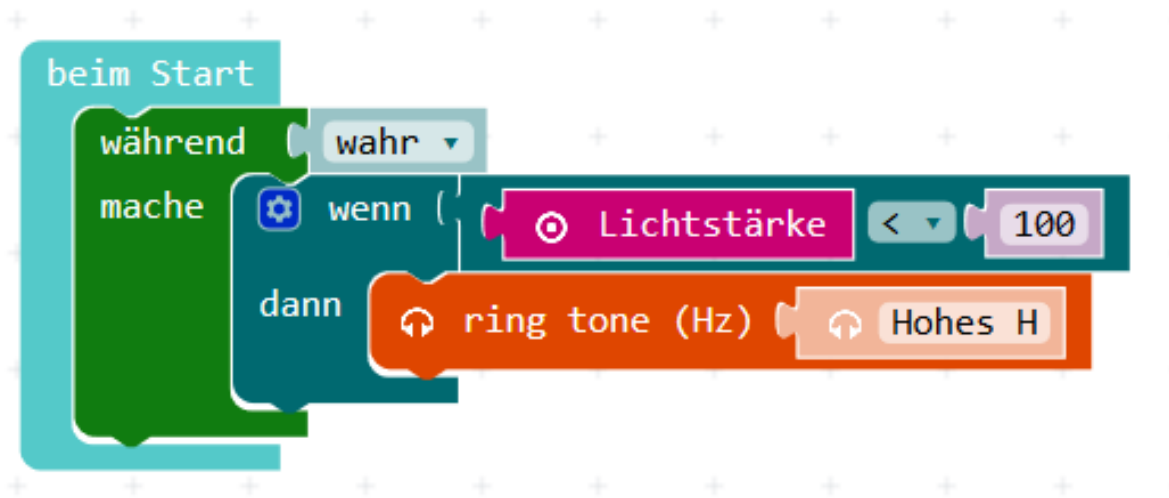 beim Start
während wahr
mache wenn Lichtstärke < 100
dann ring tone (Hz) Hohes H